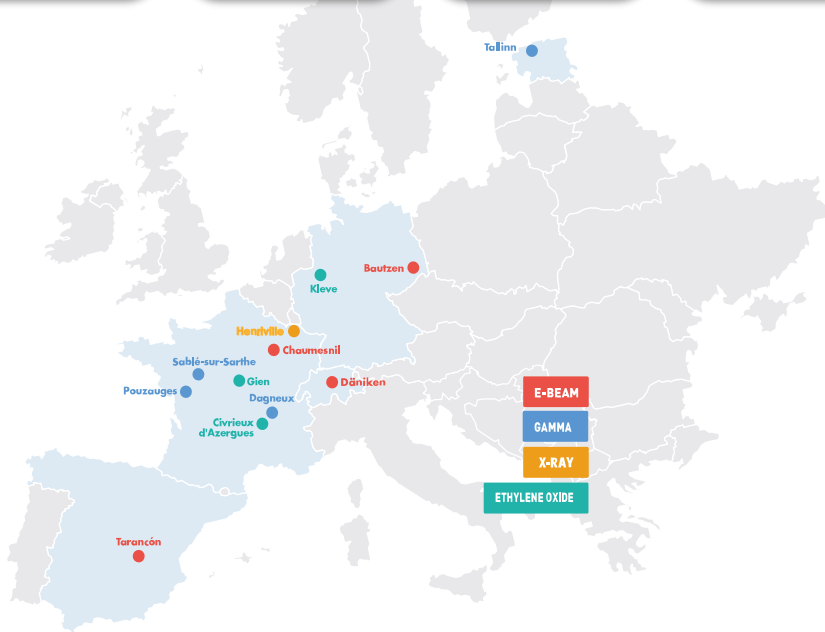 Tallinn
Bautzen
Kleve
Henriville
Chaumesnil
Sablé-sur-Sarthe
Gien
Däniken
Pouzauges
Dagneux
Civrieux
d'Azergues
E-BEAM
GAMMA
X-RAY
ETHYLENE OXIDE
Tarancón